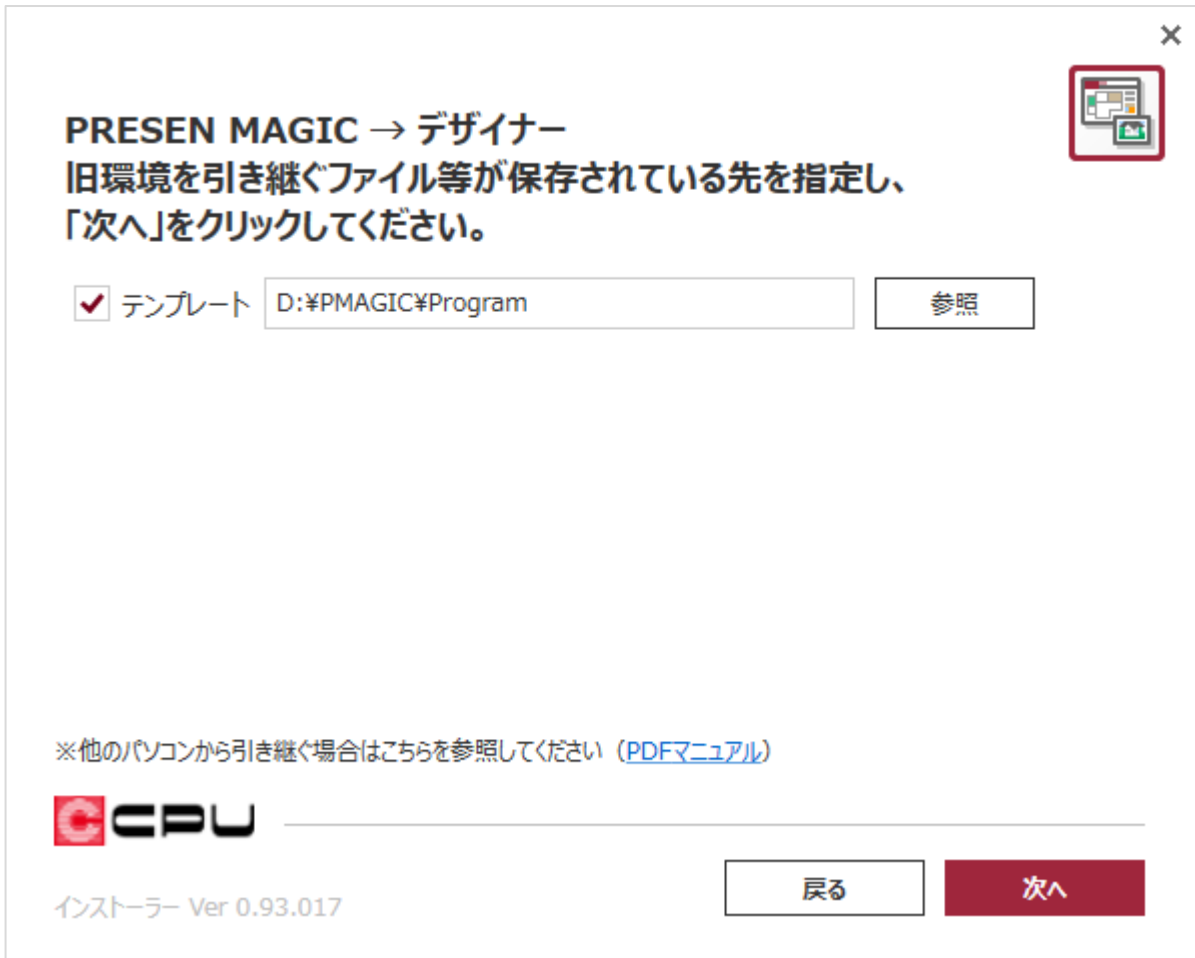 PRESEN MAGIC → デザイナー
旧環境を引き継ぐファイル等が保存されている先を指定し、
「次へ」をクリックしてください。
テンプレート D:¥PMAGIC¥Program 参照
※他のパソコンから引き継ぐ場合はこちらを参照してください（PDFマニュアル）
CPU
戻る 次へ
インストーラー Ver 0.93.017